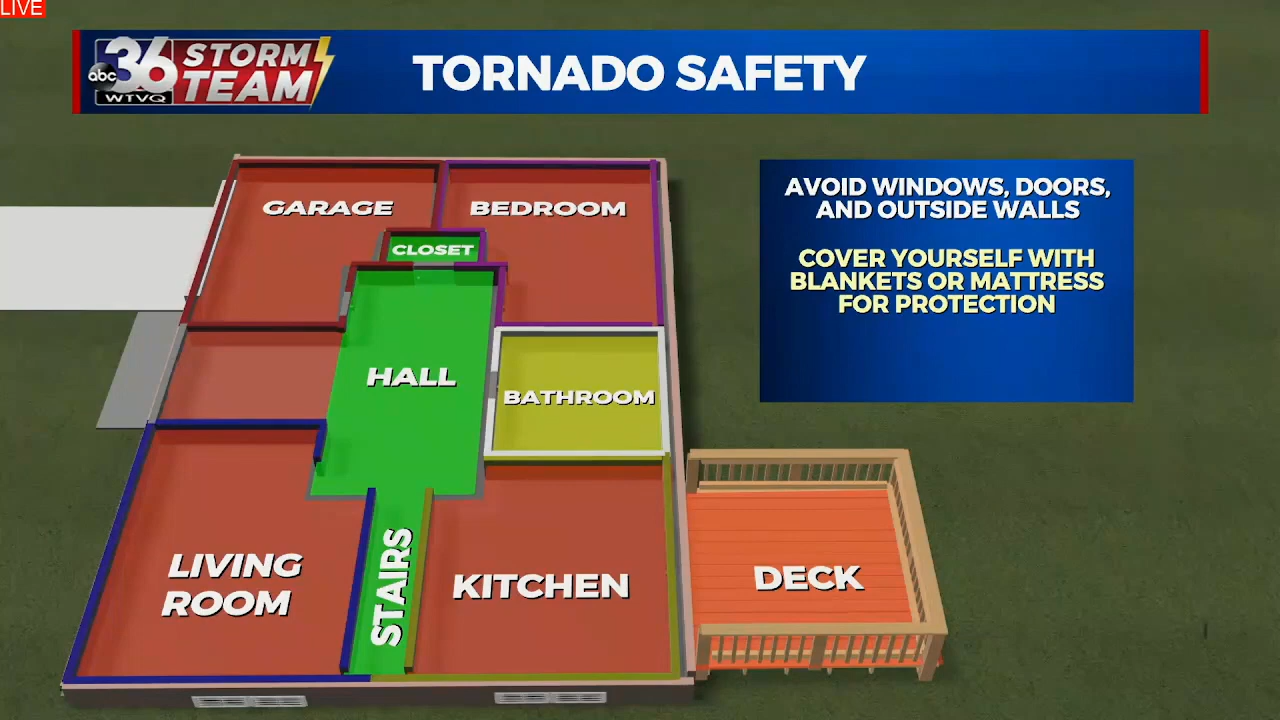 LIVE
abc 36 STORM TEAM
WTVQ
TORNADO SAFETY
AVOID WINDOWS, DOORS,
AND OUTSIDE WALLS
COVER YOURSELF WITH
BLANKETS OR MATTRESS
FOR PROTECTION
GARAGE
BEDROOM
CLOSET
HALL
BATHROOM
LIVING
ROOM
STAIRS
KITCHEN
DECK